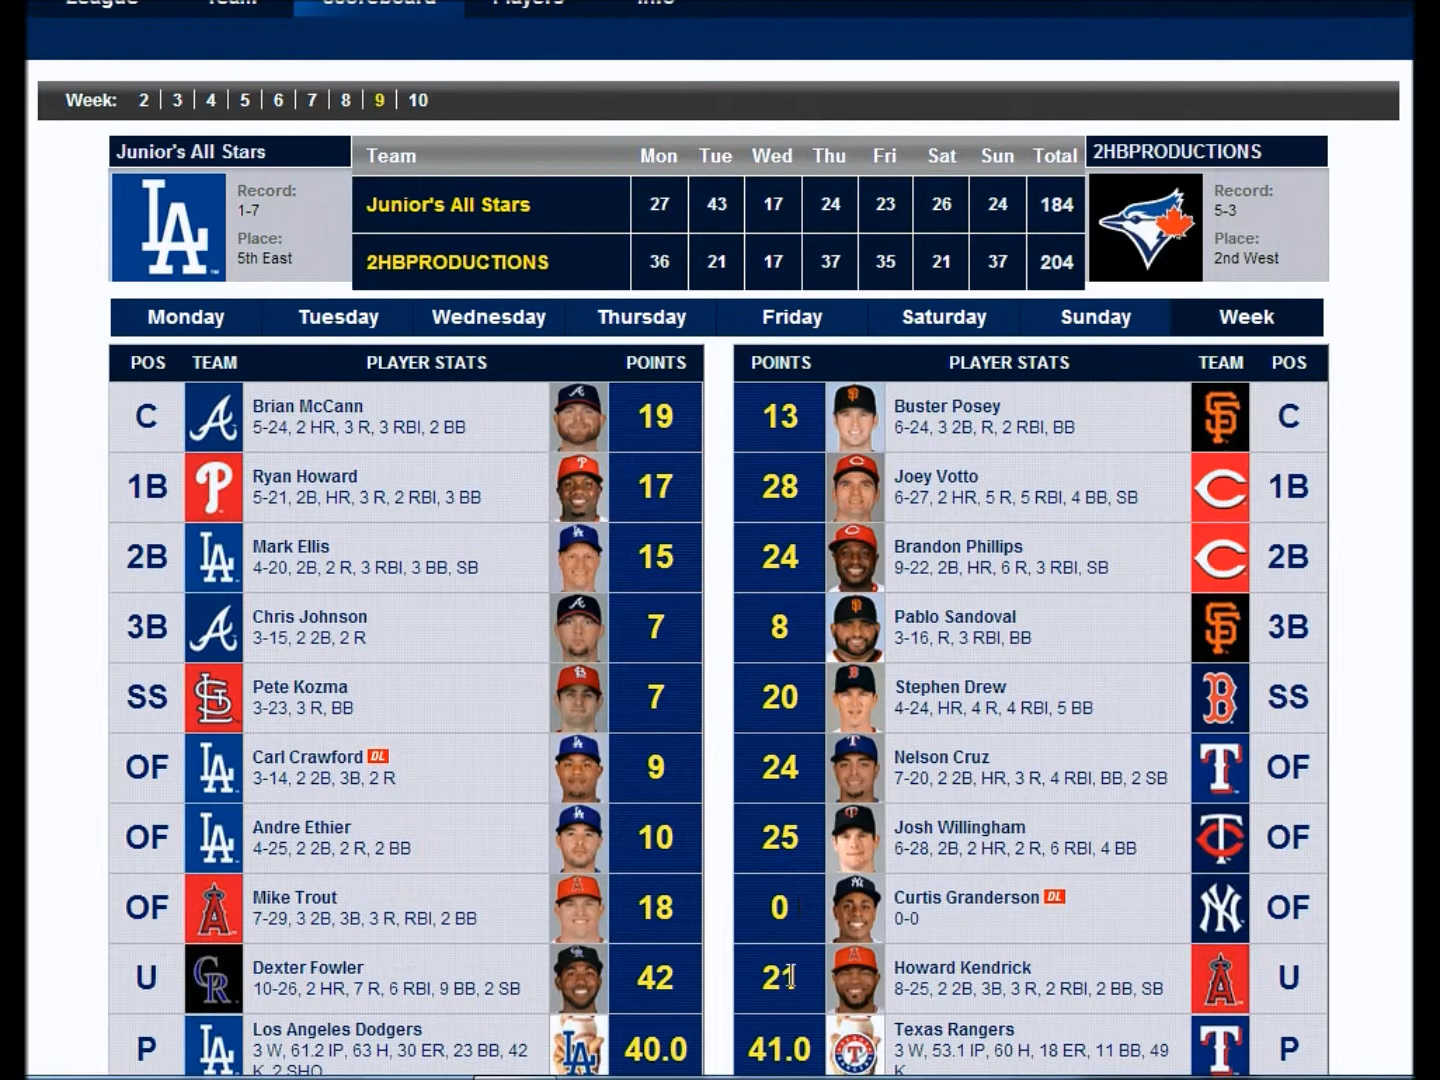 League Team Scoreboard Players Info
Week: 2 | 3 | 4 | 5 | 6 | 7 | 8 | 9 | 10
Junior's All Stars
Record:
1-7
Place:
5th East
Team Mon Tue Wed Thu Fri Sat Sun Total
Junior's All Stars 27 43 17 24 23 26 24 184
2HBPRODUCTIONS 36 21 17 37 35 21 37 204
2HBPRODUCTIONS
Record:
5-3
Place:
2nd West
Monday Tuesday Wednesday Thursday Friday Saturday Sunday Week
POS TEAM PLAYER STATS POINTS POINTS PLAYER STATS TEAM POS
C Brian McCann 19 13 Buster Posey C
5-24, 2 HR, 3 R, 3 RBI, 2 BB 6-24, 3 2B, R, 2 RBI, BB
1B Ryan Howard 17 28 Joey Votto 1B
5-21, 2B, HR, 3 R, 2 RBI, 3 BB 6-27, 2 HR, 5 R, 5 RBI, 4 BB, SB
2B Mark Ellis 15 24 Brandon Phillips 2B
4-20, 2B, 2 R, 3 RBI, 3 BB, SB 9-22, 2B, HR, 6 R, 3 RBI, SB
3B Chris Johnson 7 8 Pablo Sandoval 3B
3-15, 2 2B, 2 R 3-16, R, 3 RBI, BB
SS Pete Kozma 7 20 Stephen Drew SS
3-23, 3 R, BB 4-24, HR, 4 R, 4 RBI, 5 BB
OF Carl Crawford DL 9 24 Nelson Cruz OF
3-14, 2 2B, 3B, 2 R 7-20, 2 2B, HR, 3 R, 4 RBI, BB, 2 SB
OF Andre Ethier 10 25 Josh Willingham OF
4-25, 2 2B, 2 R, 2 BB 6-28, 2B, 2 HR, 2 R, 6 RBI, 4 BB
OF Mike Trout 18 0 Curtis Granderson DL OF
7-29, 3 2B, 3B, 3 R, RBI, 2 BB 0-0
U Dexter Fowler 42 21 Howard Kendrick U
10-26, 2 HR, 7 R, 6 RBI, 9 BB, 2 SB 8-25, 2 2B, 3B, 3 R, 2 RBI, 2 BB, SB
P Los Angeles Dodgers 40.0 41.0 Texas Rangers P
3 W, 61.2 IP, 63 H, 30 ER, 23 BB, 42 3 W, 53.1 IP, 60 H, 18 ER, 11 BB, 49
K, 2 SHO K